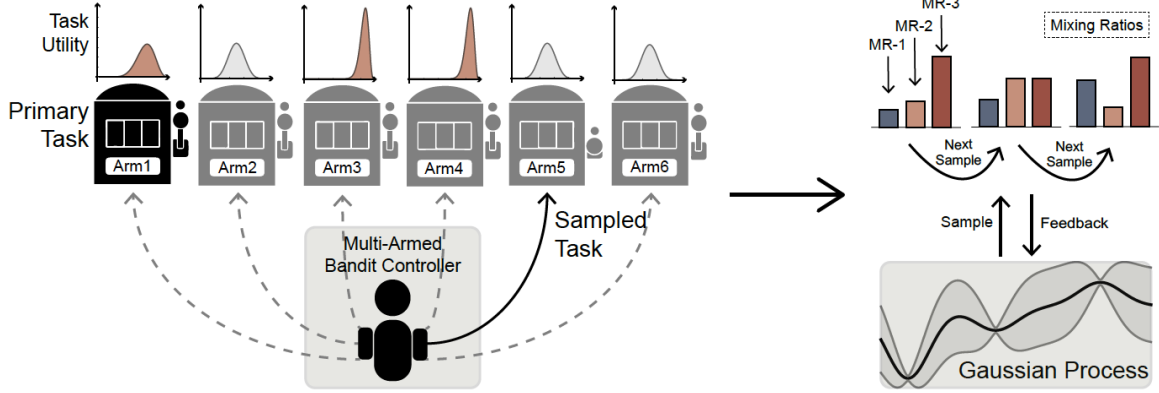 Task
Utility
Primary
Task
Arm1
Arm2
Arm3
Arm4
Arm5
Arm6
Sampled
Task
Multi-Armed
Bandit Controller
MR-1
MR-2
MR-3
Mixing Ratios
Next
Sample
Next
Sample
Sample
Feedback
Gaussian Process